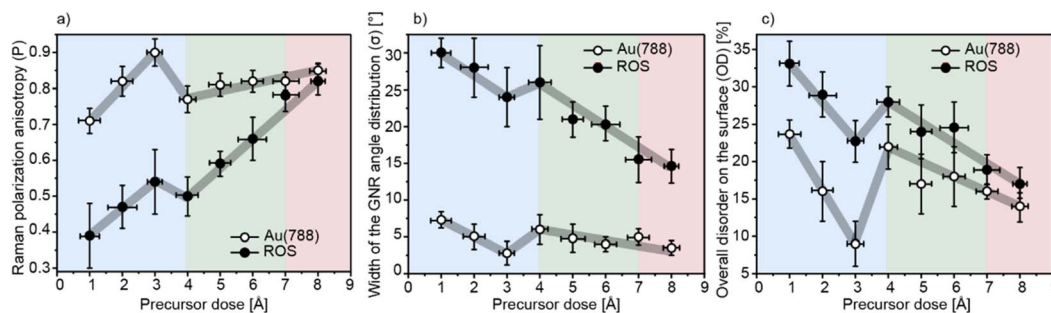 a)
Raman polarization anisotropy (P)
0.9
0.8
0.7
0.6
0.5
0.4
0.3
Au(788)
ROS
0 1 2 3 4 5 6 7 8 9
Precursor dose [Å]
b)
Width of the GNR angle distribution (σ) [°]
30
25
20
15
10
5
0
Au(788)
ROS
0 1 2 3 4 5 6 7 8 9
Precursor dose [Å]
c)
Overall disorder on the surface (OD) [%]
35
30
25
20
15
10
5
Au(788)
ROS
0 1 2 3 4 5 6 7 8 9
Precursor dose [Å]